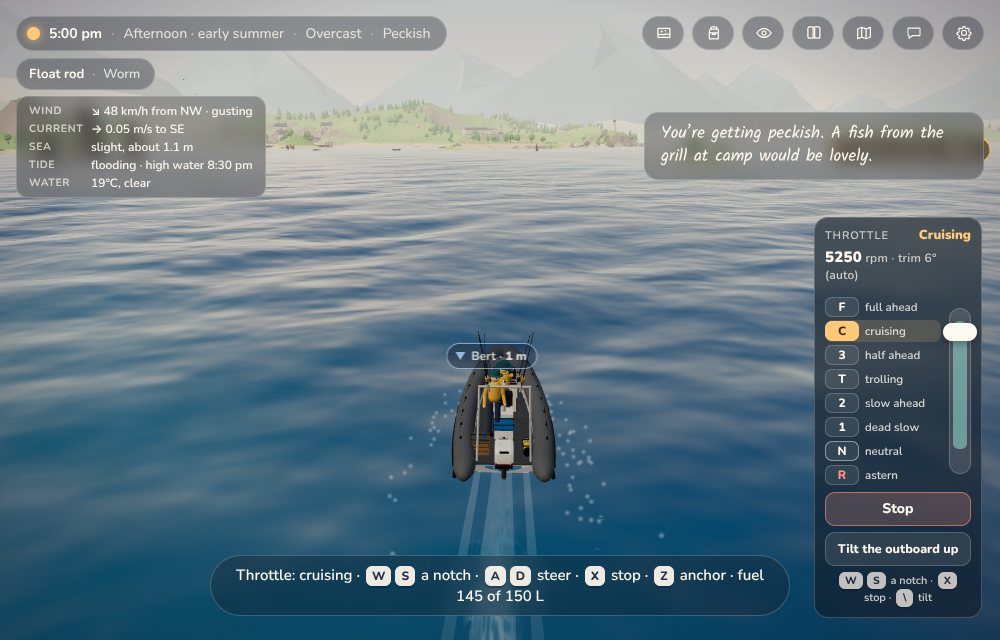 5:00 pm · Afternoon · early summer · Overcast · Peckish
Float rod · Worm
WIND ↘ 48 km/h from NW · gusting
CURRENT → 0.05 m/s to SE
SEA slight, about 1.1 m
TIDE flooding · high water 8:30 pm
WATER 19°C, clear
You're getting peckish. A fish from the
grill at camp would be lovely.
THROTTLE Cruising
5250 rpm · trim 6°
(auto)
F full ahead
C cruising
3 half ahead
T trolling
2 slow ahead
1 dead slow
N neutral
R astern
Stop
Tilt the outboard up
W S a notch · X
stop · \ tilt
▼ Bert · 1 m
Throttle: cruising · W S a notch · A D steer · X stop · Z anchor · fuel
145 of 150 L